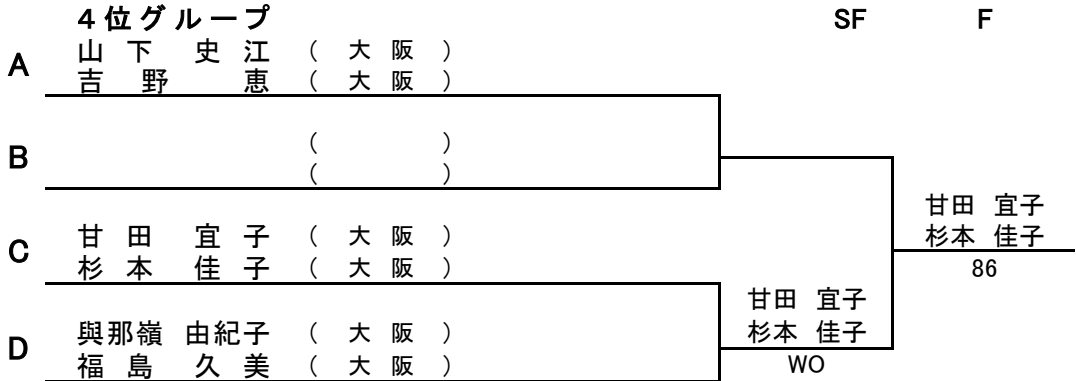 ４位グループ SF F
A 山下 史江 （ 大阪 ）
吉野 恵 （ 大阪 ）
B （ ）
（ ）
C 甘田 宜子 （ 大阪 ）
杉本 佳子 （ 大阪 ）
D 與那嶺 由紀子 （ 大阪 ）
福島 久美 （ 大阪 ）
甘田 宜子
杉本 佳子
WO
甘田 宜子
杉本 佳子
86